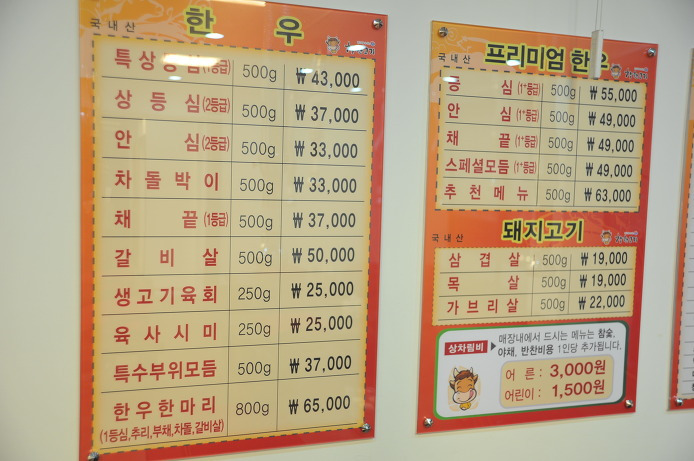 국내산 한우
특상등심(1등급) 500g ₩ 43,000
상등심(2등급) 500g ₩ 37,000
안심(2등급) 500g ₩ 33,000
차돌박이 500g ₩ 33,000
채끝(1등급) 500g ₩ 37,000
갈비살 500g ₩ 50,000
생고기육회 250g ₩ 25,000
육사시미 250g ₩ 25,000
특수부위모듬 500g ₩ 37,000
한우한마리 800g ₩ 65,000
(1등심,추리,부채,차돌,갈비살)
국내산 프리미엄 한우
등심(1+등급) 500g ₩ 55,000
안심(1+등급) 500g ₩ 49,000
채끝(1+등급) 500g ₩ 49,000
스페셜모듬(1+등급) 500g ₩ 49,000
추천메뉴 500g ₩ 63,000
국내산 돼지고기
삼겹살 500g ₩ 19,000
목살 500g ₩ 19,000
가브리살 500g ₩ 22,000
상차림비 ▶매장내에서 드시는 메뉴는 참숯,
야채, 반찬비용 1인당 추가됩니다.
어른 : 3,000원
어린이 : 1,500원